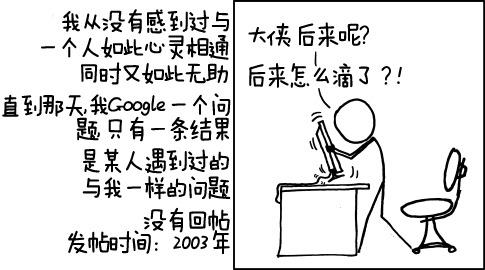 我从没有感到过与
一个人如此心灵相通
同时又如此无助
直到那天,我Google一个问
题,只有一条结果
是某人遇到过的
与我一样的问题
没有回帖
发帖时间：2003年
大侠后来呢?
后来怎么滴了?!